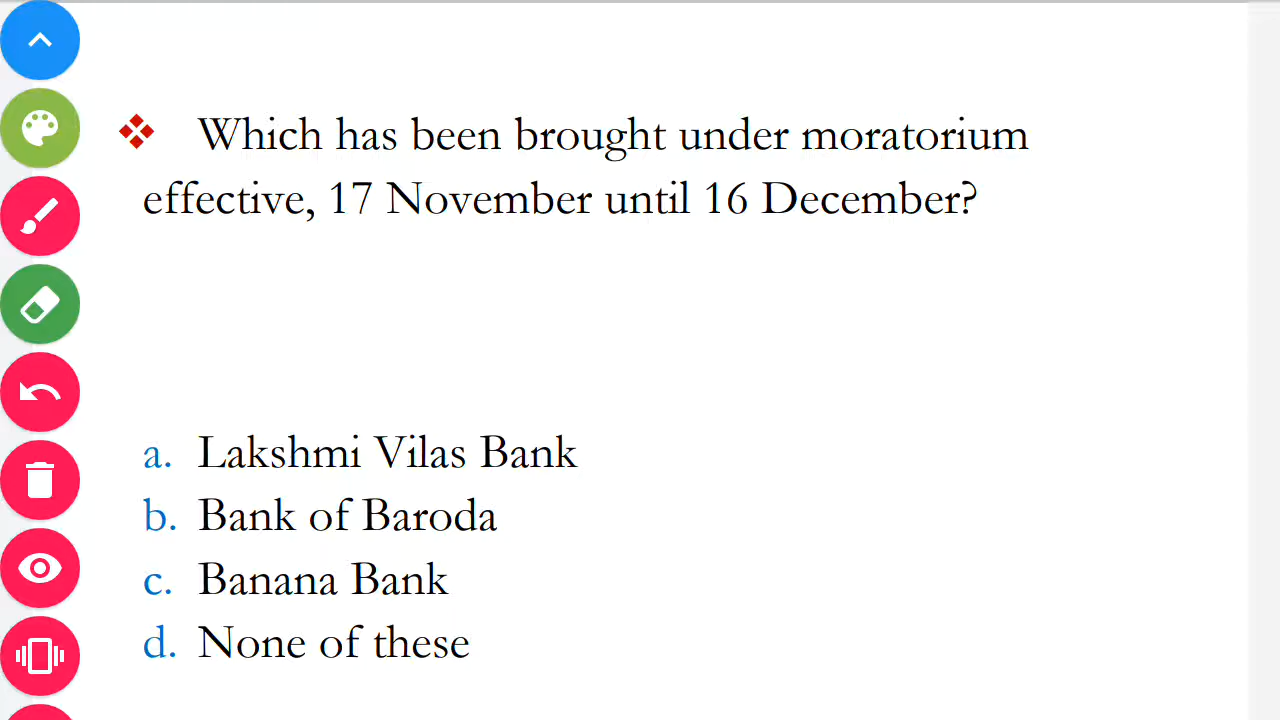 Which has been brought under moratorium
effective, 17 November until 16 December?
a. Lakshmi Vilas Bank
b. Bank of Baroda
c. Banana Bank
d. None of these